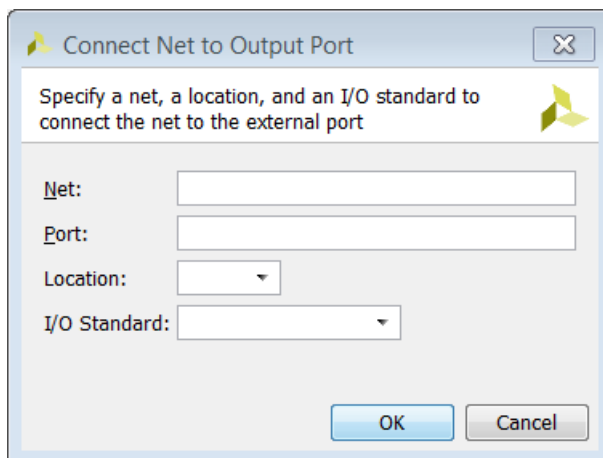 Connect Net to Output Port
Specify a net, a location, and an I/O standard to
connect the net to the external port
Net:
Port:
Location:
I/O Standard:
OK Cancel